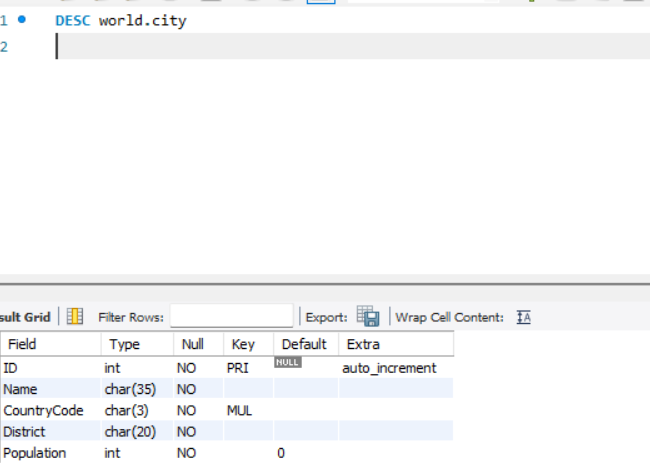 1 DESC world.city
2
sult Grid Filter Rows: Export: Wrap Cell Content: IA
Field Type Null Key Default Extra
ID int NO PRI NULL auto_increment
Name char(35) NO
CountryCode char(3) NO MUL
District char(20) NO
Population int NO 0